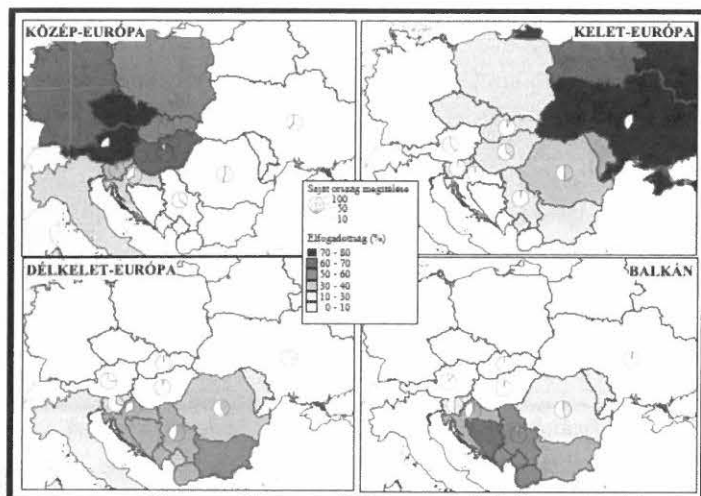 KÖZÉP-EURÓPA
KELET-EURÓPA
Saját ország megítélése
100
50
10
Elfogadottság (%)
70 - 80
60 - 70
50 - 60
30 - 40
10 - 30
0 - 10
DÉLKELET-EURÓPA
BALKÁN